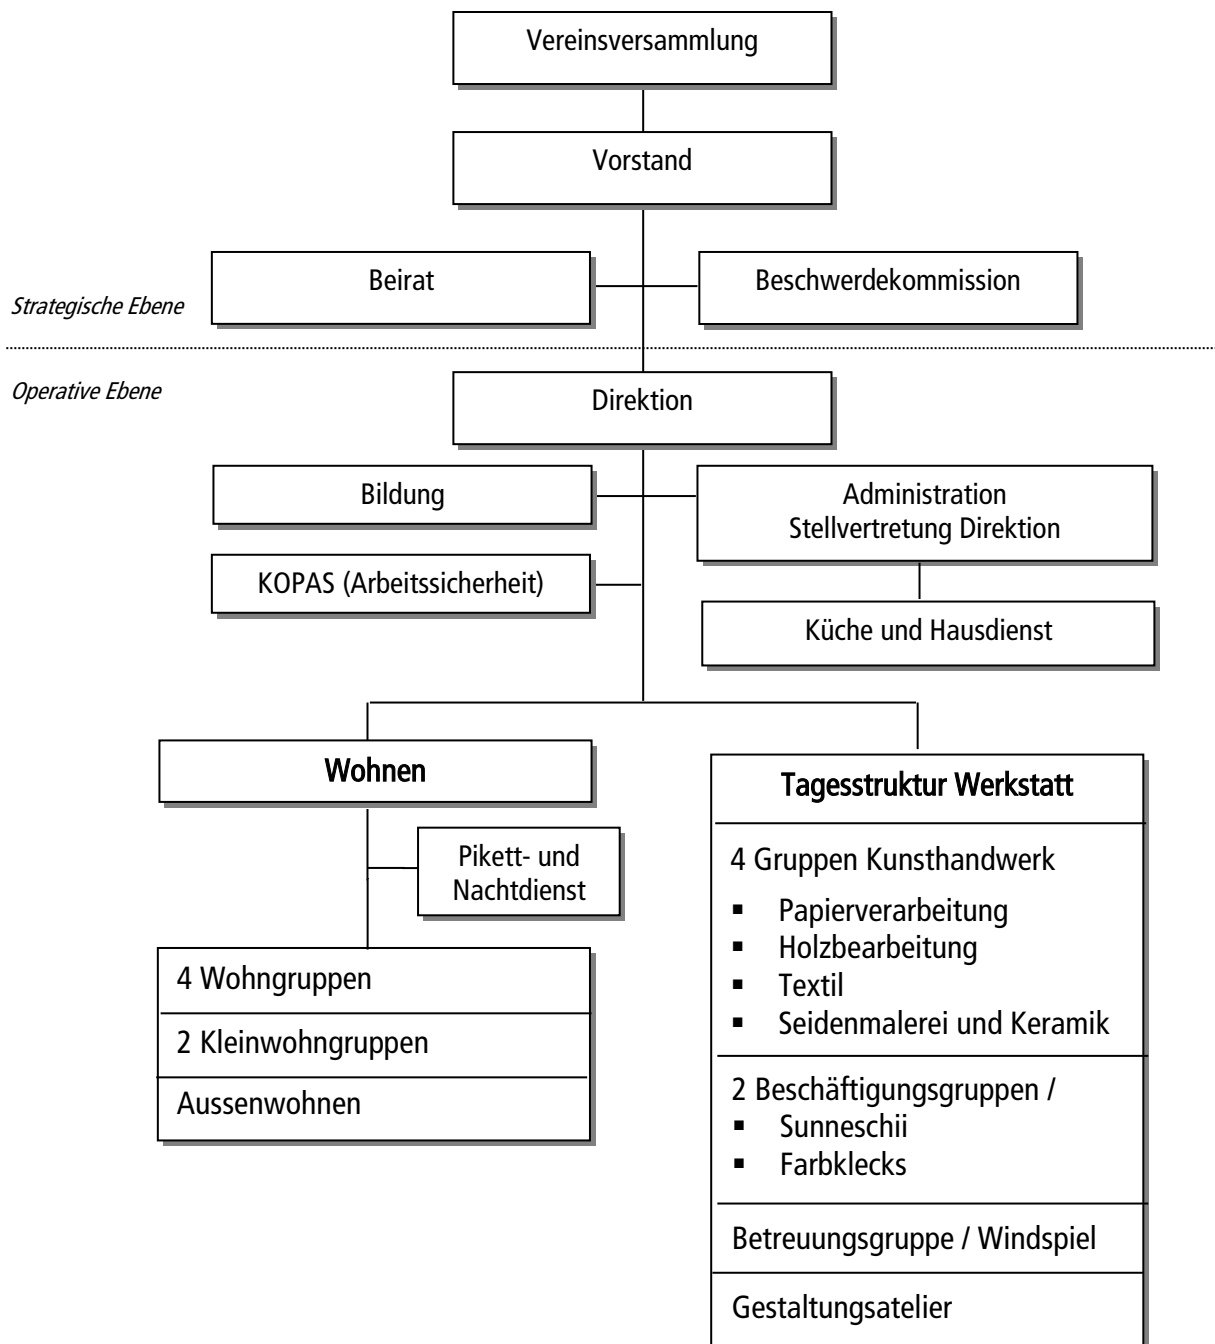 Vereinsversammlung
Vorstand
Beirat
Beschwerdekommission
Strategische Ebene
Operative Ebene
Direktion
Bildung
Administration
Stellvertretung Direktion
KOPAS (Arbeitssicherheit)
Küche und Hausdienst
Wohnen
Pikett- und
Nachtdienst
4 Wohngruppen
2 Kleinwohngruppen
Aussenwohnen
Tagesstruktur Werkstatt
4 Gruppen Kunsthandwerk
▪ Papierverarbeitung
▪ Holzbearbeitung
▪ Textil
▪ Seidenmalerei und Keramik
2 Beschäftigungsgruppen /
▪ Sunneschii
▪ Farbklecks
Betreuungsgruppe / Windspiel
Gestaltungsatelier